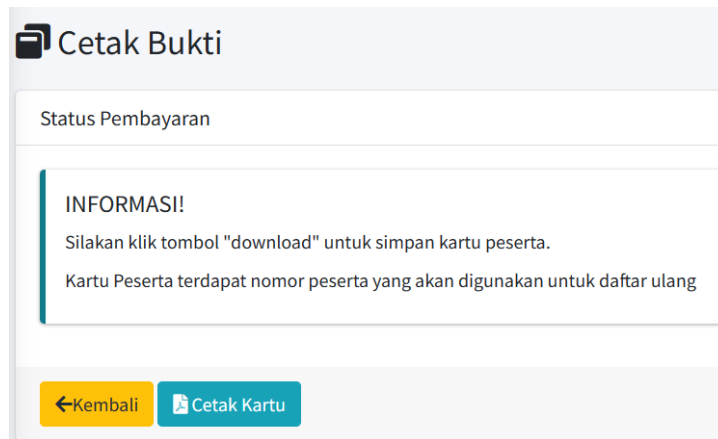 Cetak Bukti
Status Pembayaran
INFORMASI!
Silakan klik tombol "download" untuk simpan kartu peserta.
Kartu Peserta terdapat nomor peserta yang akan digunakan untuk daftar ulang
Kembali
Cetak Kartu